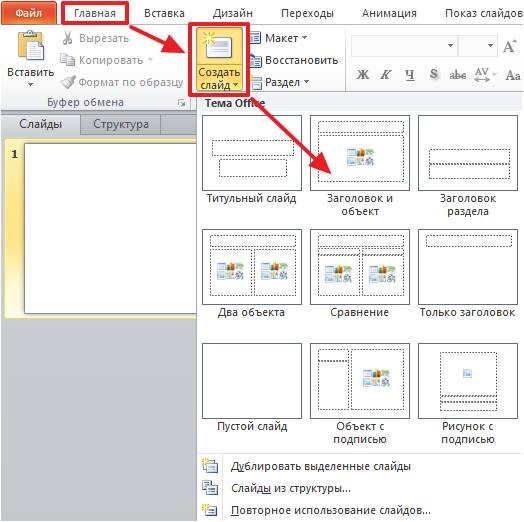 Файл Главная Вставка Дизайн Переходы Анимация Показ слайдов
Вырезать
Копировать
Формат по образцу
Вставить
Буфер обмена
Создать
слайд
Макет
Восстановить
Раздел
Ж К Ч S abc AV
Слайды Структура
1
Тема Office
Титульный слайд
Заголовок и
объект
Заголовок
раздела
Два объекта
Сравнение
Только заголовок
Пустой слайд
Объект с
подписью
Рисунок с
подписью
Дублировать выделенные слайды
Слайды из структуры...
Повторное использование слайдов...